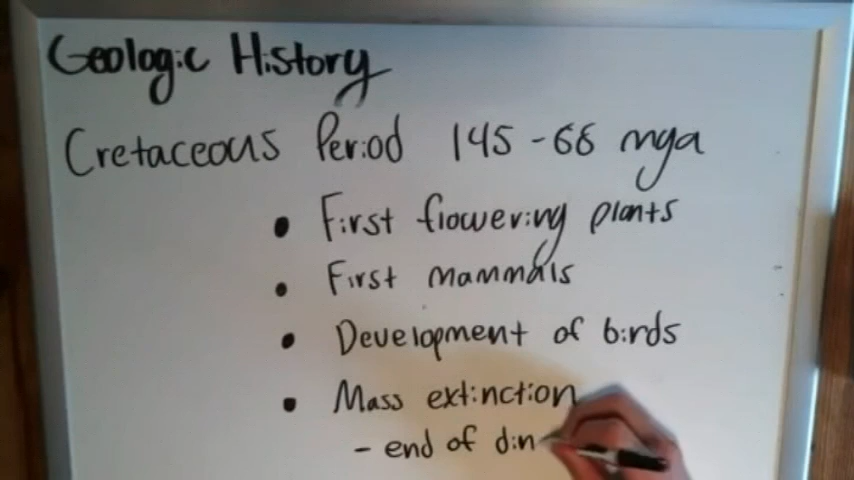 Geologic History
Cretaceous Period 145-66 mya
• First flowering plants
• First mammals
• Development of birds
• Mass extinction
- end of din